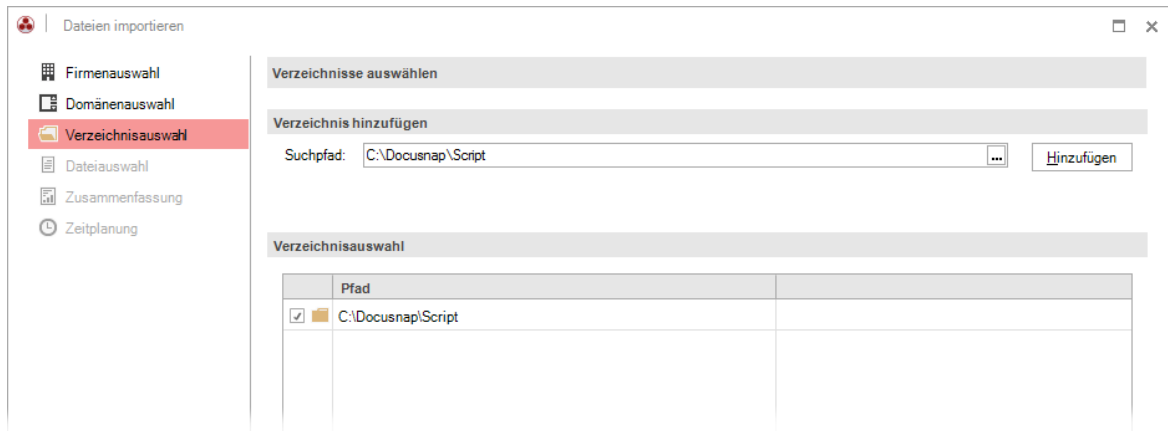 Dateien importieren
Firmenauswahl
Domänenauswahl
Verzeichnisauswahl
Dateiauswahl
Zusammenfassung
Zeitplanung
Verzeichnisse auswählen
Verzeichnis hinzufügen
Suchpfad: C:\Docusnap\Script ... Hinzufügen
Verzeichnisauswahl
Pfad
C:\Docusnap\Script